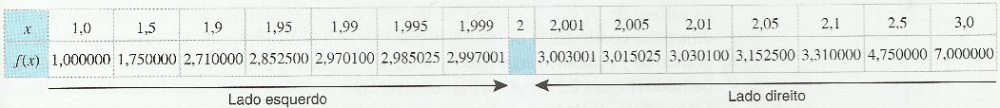 x 1,0 1,5 1,9 1,95 1,99 1,995 1,999 2 2,001 2,005 2,01 2,05 2,1 2,5 3,0
f(x) 1,000000 1,750000 2,710000 2,852500 2,970100 2,985025 2,997001 3,003001 3,015025 3,030100 3,152500 3,310000 4,750000 7,000000
Lado esquerdo Lado direito